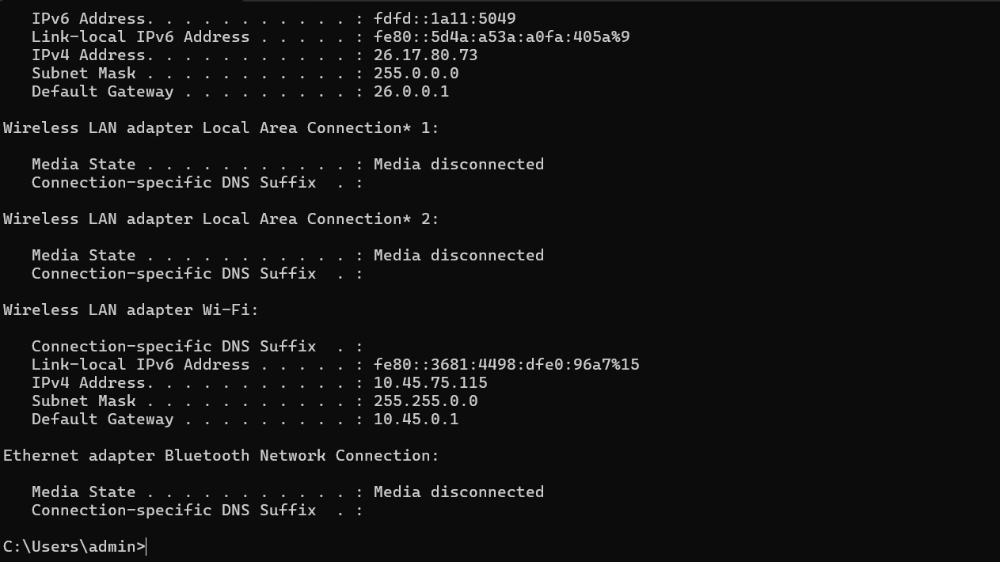 IPv6 Address. . . . . . . . . . . : fdfd::1a11:5049
   Link-local IPv6 Address . . . . . : fe80::5d4a:a53a:a0fa:405a%9
   IPv4 Address. . . . . . . . . . . : 26.17.80.73
   Subnet Mask . . . . . . . . . . . : 255.0.0.0
   Default Gateway . . . . . . . . . : 26.0.0.1

Wireless LAN adapter Local Area Connection* 1:

   Media State . . . . . . . . . . . : Media disconnected
   Connection-specific DNS Suffix  . :

Wireless LAN adapter Local Area Connection* 2:

   Media State . . . . . . . . . . . : Media disconnected
   Connection-specific DNS Suffix  . :

Wireless LAN adapter Wi-Fi:

   Connection-specific DNS Suffix  . :
   Link-local IPv6 Address . . . . . : fe80::3681:4498:dfe0:96a7%15
   IPv4 Address. . . . . . . . . . . : 10.45.75.115
   Subnet Mask . . . . . . . . . . . : 255.255.0.0
   Default Gateway . . . . . . . . . : 10.45.0.1

Ethernet adapter Bluetooth Network Connection:

   Media State . . . . . . . . . . . : Media disconnected
   Connection-specific DNS Suffix  . :

C:\Users\admin>